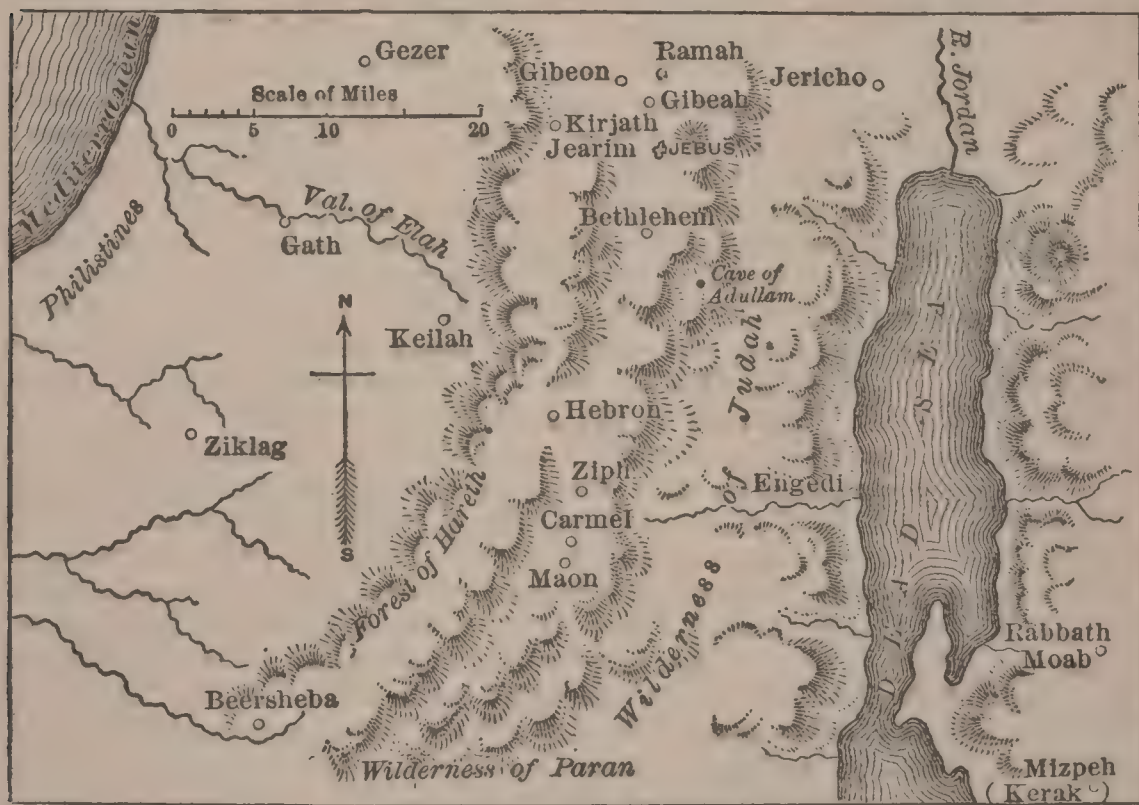 Mediterranean
Philistines
Gezer
Scale of Miles
0 5 10 20
Val. of Elah
Gath
Keilah
N
S
Ziklag
Beersheba
Forest of Hareth
Gibeon
Ramah
Gibeah
Kirjath
Jearim
JEBUS
Jericho
R. Jordan
Bethlehem
Cave of
Adullam
Hebron
Ziph
Carmel
Maon
Engedi
Wilderness of Judah
DEAD SEA
Rabbath
Moab
Mizpeh
(Kerak)
Wilderness of Paran